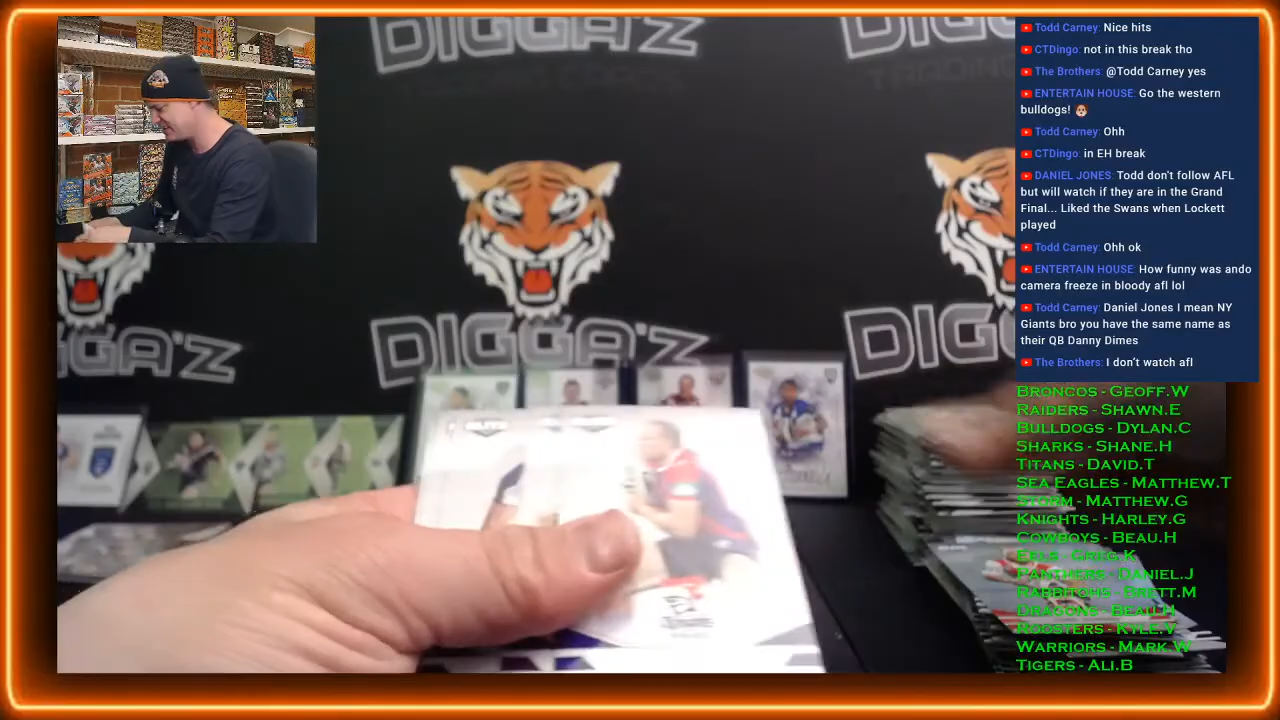 DIGGA'Z
DIGGA'Z
DIGGA'Z
Todd Carney: Nice hits
CTDingo: not in this break tho
The Brothers: @Todd Carney yes
ENTERTAIN HOUSE: Go the western
bulldogs!
Todd Carney: Ohh
CTDingo: in EH break
DANIEL JONES: Todd don't follow AFL
but will watch if they are in the Grand
Final... Liked the Swans when Lockett
played
Todd Carney: Ohh ok
ENTERTAIN HOUSE: How funny was ando
camera freeze in bloody afl lol
Todd Carney: Daniel Jones I mean NY
Giants bro you have the same name as
their QB Danny Dimes
The Brothers: I don't watch afl
Broncos - Geoff.W
Raiders - Shawn.E
Bulldogs - Dylan.C
Sharks - Shane.H
Titans - David.T
Sea Eagles - Matthew.T
Storm - Matthew.G
Knights - Harley.G
Cowboys - Beau.H
Eels - Greg.K
Panthers - Daniel.J
Rabbitohs - Brett.M
Dragons - Beau.H
Roosters - Kyle.V
Warriors - Mark.W
Tigers - Ali.B